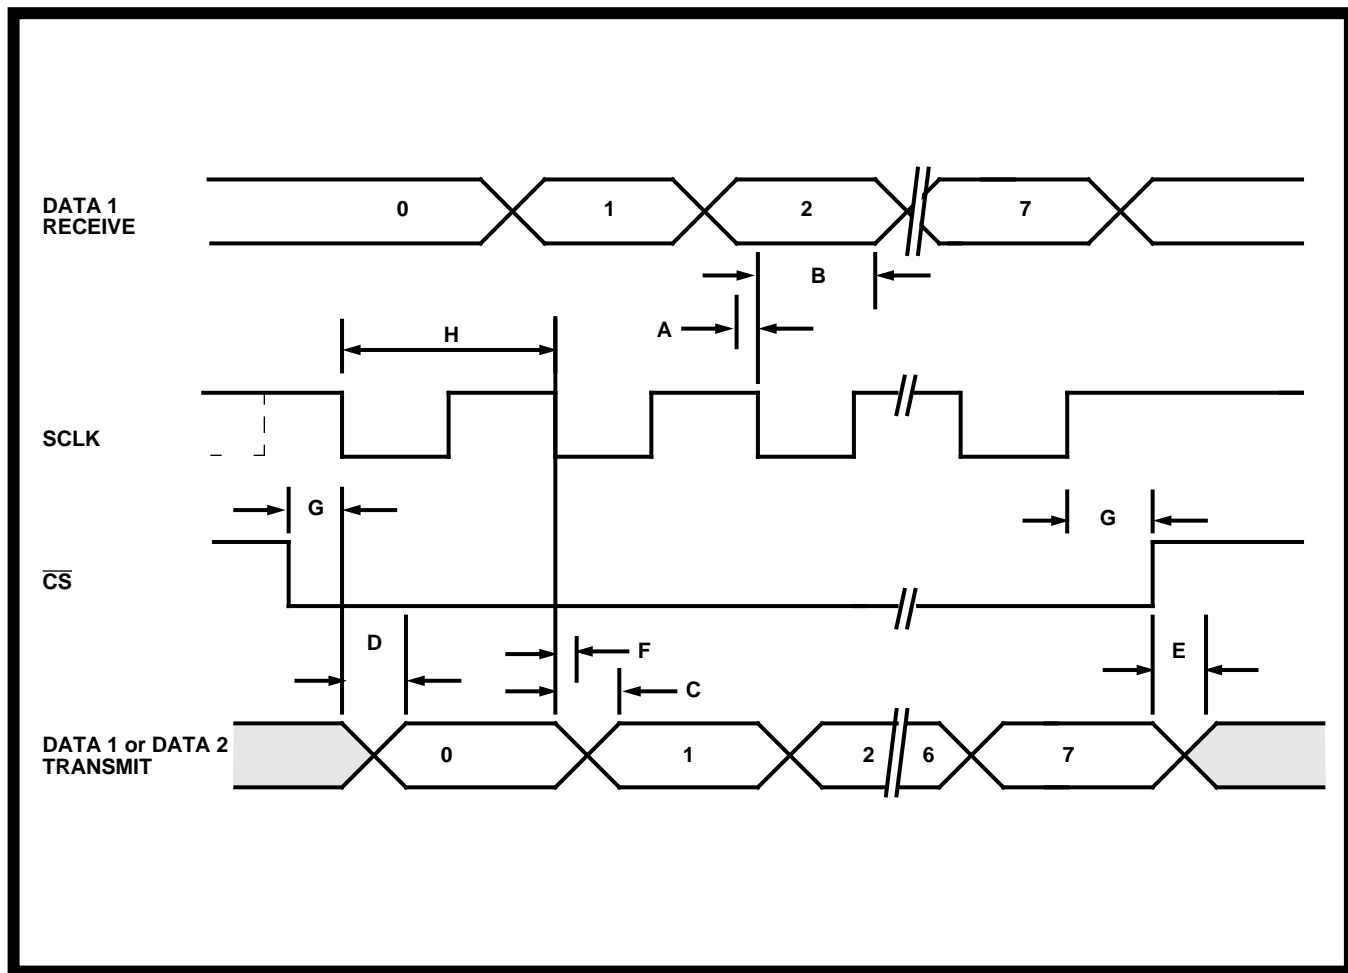 DATA 1
RECEIVE
0
1
2
7
B
A
H
SCLK
G
G
CS
D
F
E
C
DATA 1 or DATA 2
TRANSMIT
0
1
2
6
7